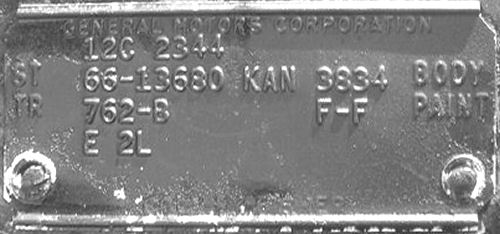 GENERAL MOTORS CORPORATION
12C 2344
ST 66-13680 KAN 3834 BODY
TR 762-B F-F PAINT
E 2L